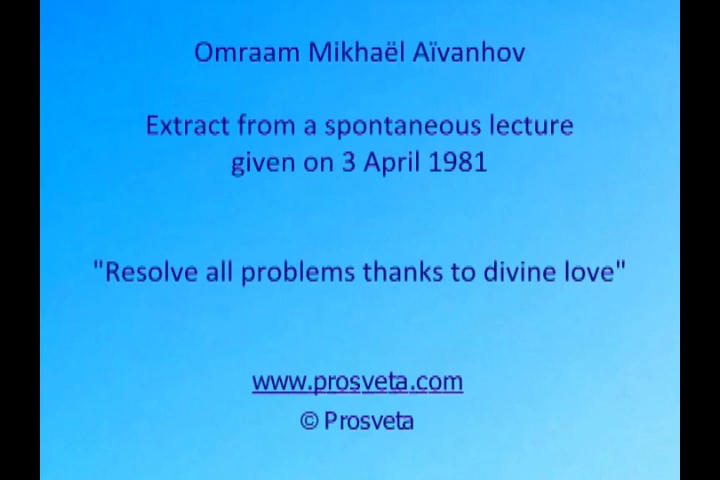 Omraam Mikhaël Aïvanhov
Extract from a spontaneous lecture
given on 3 April 1981
"Resolve all problems thanks to divine love"
www.prosveta.com
© Prosveta